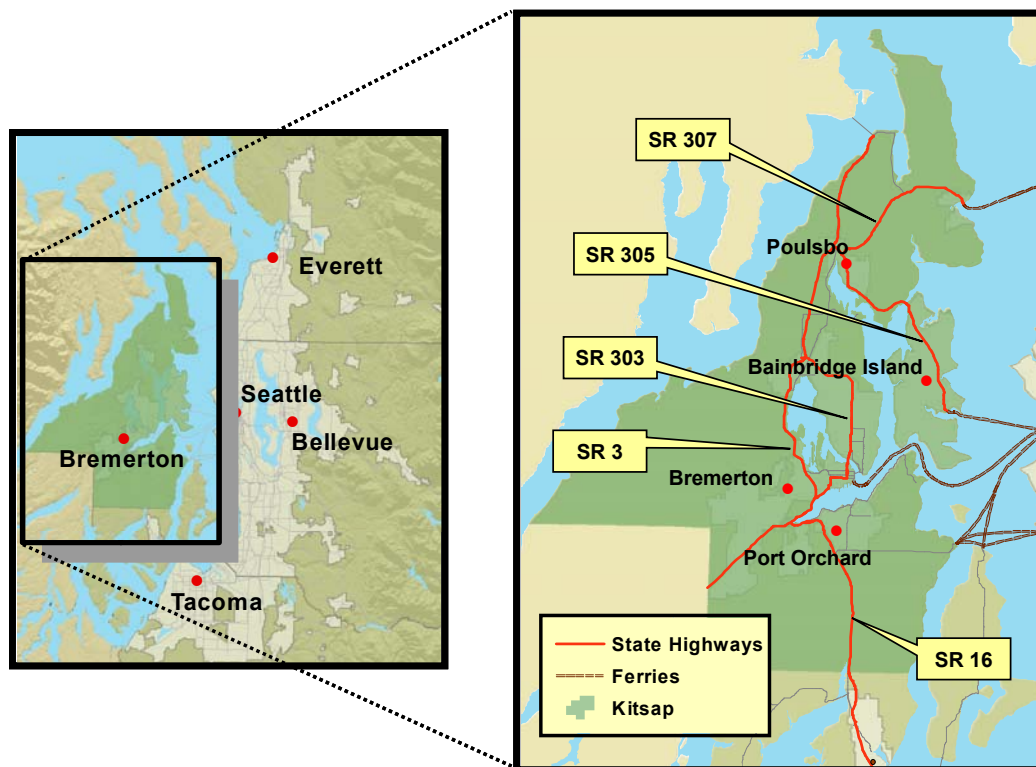 Everett
Seattle
Bellevue
Bremerton
Tacoma
SR 307
Poulsbo
SR 305
SR 303
Bainbridge Island
SR 3
Bremerton
Port Orchard
SR 16
State Highways
Ferries
Kitsap